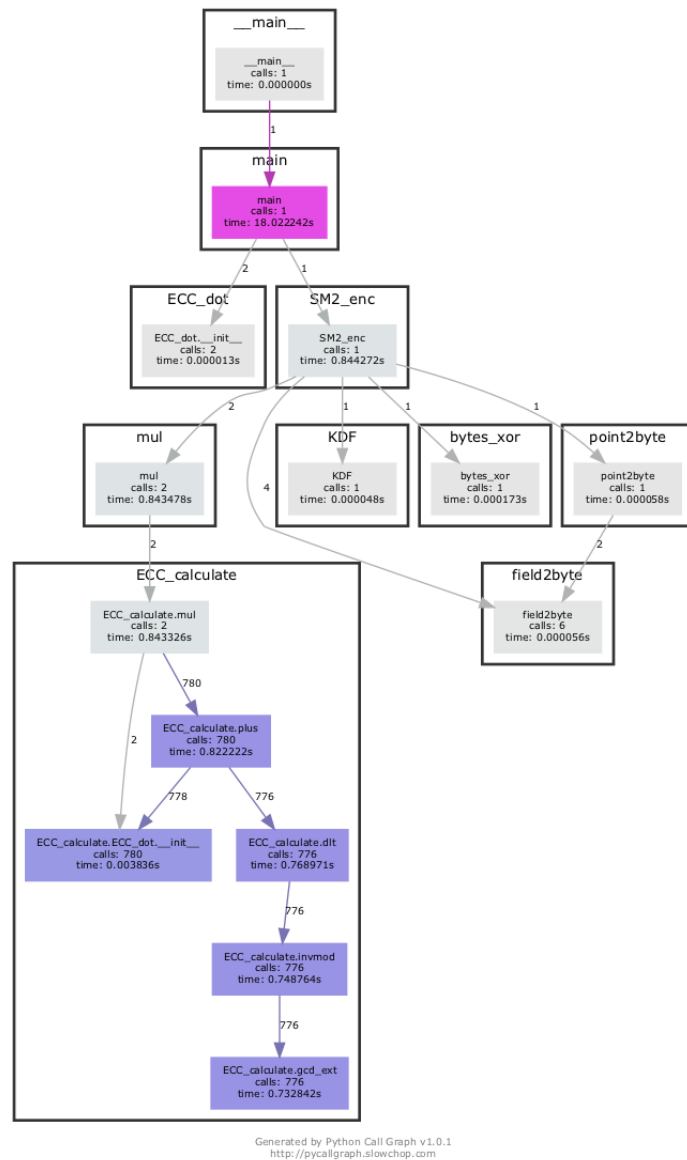 __main__
__main__
calls: 1
time: 0.000000s
1
main
main
calls: 1
time: 18.022242s
2
1
ECC_dot
SM2_enc
ECC_dot.__init__
calls: 2
time: 0.000013s
SM2_enc
calls: 1
time: 0.844272s
2
1
1
1
4
mul
KDF
bytes_xor
point2byte
mul
calls: 2
time: 0.843478s
KDF
calls: 1
time: 0.000048s
bytes_xor
calls: 1
time: 0.000173s
point2byte
calls: 1
time: 0.000058s
2
2
ECC_calculate
field2byte
ECC_calculate.mul
calls: 2
time: 0.843326s
field2byte
calls: 6
time: 0.000056s
780
2
ECC_calculate.plus
calls: 780
time: 0.822222s
778
776
ECC_calculate.ECC_dot.__init__
calls: 780
time: 0.003836s
ECC_calculate.dlt
calls: 776
time: 0.768971s
776
ECC_calculate.invmod
calls: 776
time: 0.748764s
776
ECC_calculate.gcd_ext
calls: 776
time: 0.732842s
Generated by Python Call Graph v1.0.1
http://pycallgraph.slowchop.com